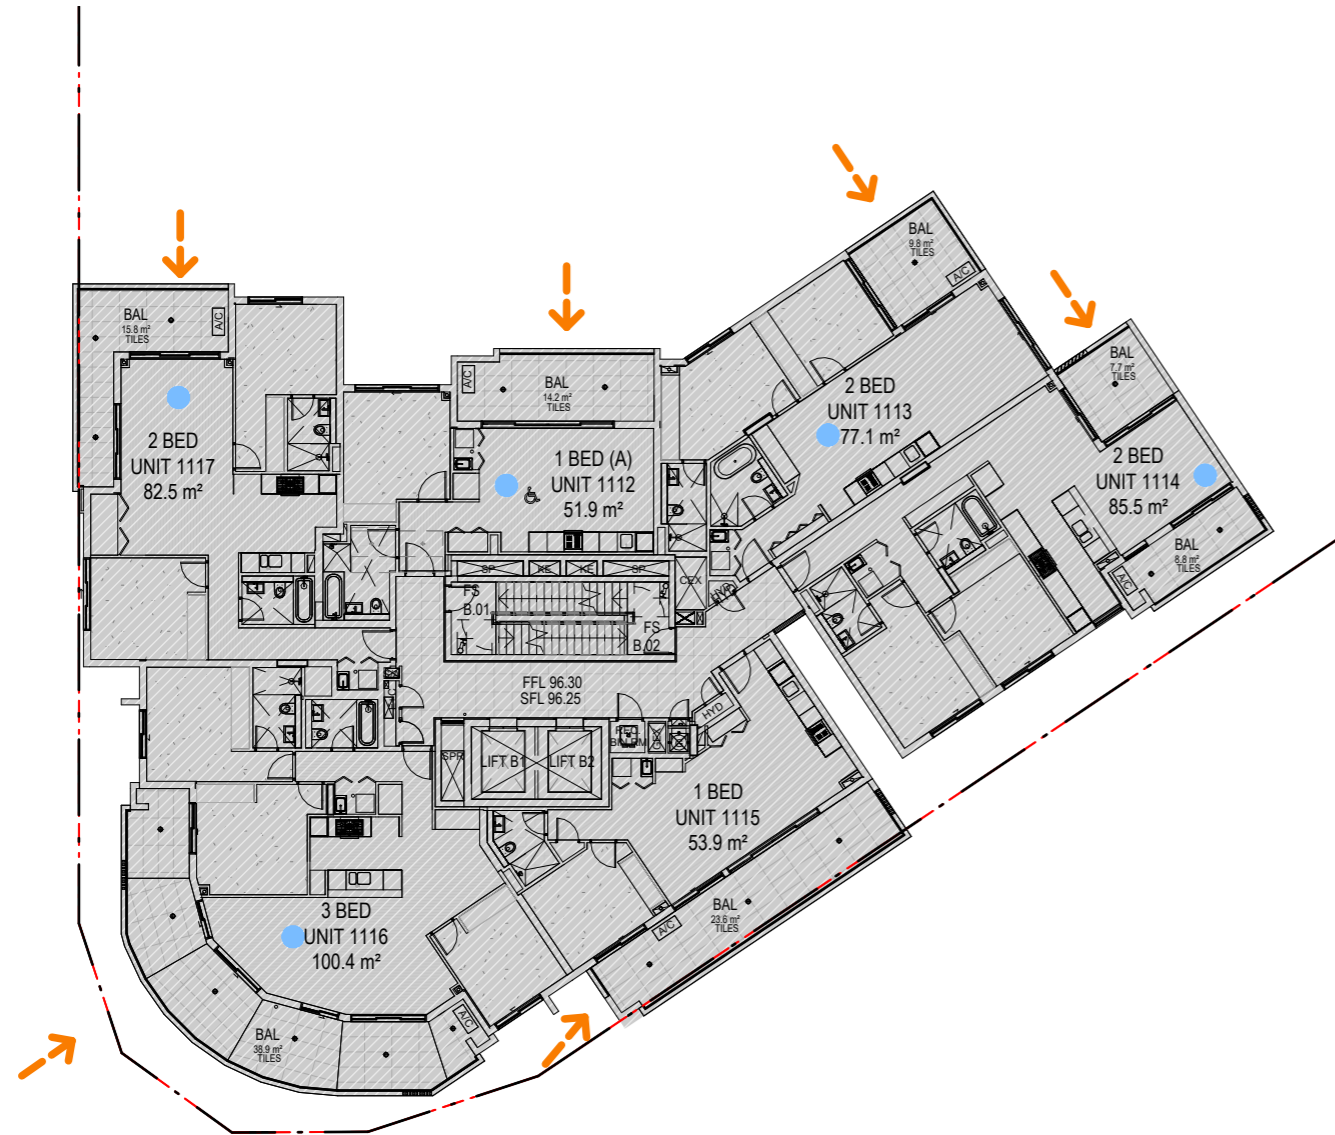 BAL
9.8 m²
TILES
A/C
BAL
15.8 m²
TILES
A/C
BAL
7.7 m²
TILES
A/C
BAL
14.2 m²
TILES
2 BED
UNIT 1113
77.1 m²
2 BED
UNIT 1117
82.5 m²
1 BED (A)
UNIT 1112
51.9 m²
2 BED
UNIT 1114
85.5 m²
BAL
8.8 m²
TILES
A/C
SP
KE
KE
SP
CEX
HYD
FS
B.01
FS
B.02
FFL 96.30
SFL 96.25
HYD
REC
BIN RM
SPR
LIFT B1
LIFT B2
1 BED
UNIT 1115
53.9 m²
3 BED
UNIT 1116
100.4 m²
BAL
23.6 m²
TILES
A/C
A/C
BAL
38.9 m²
TILES